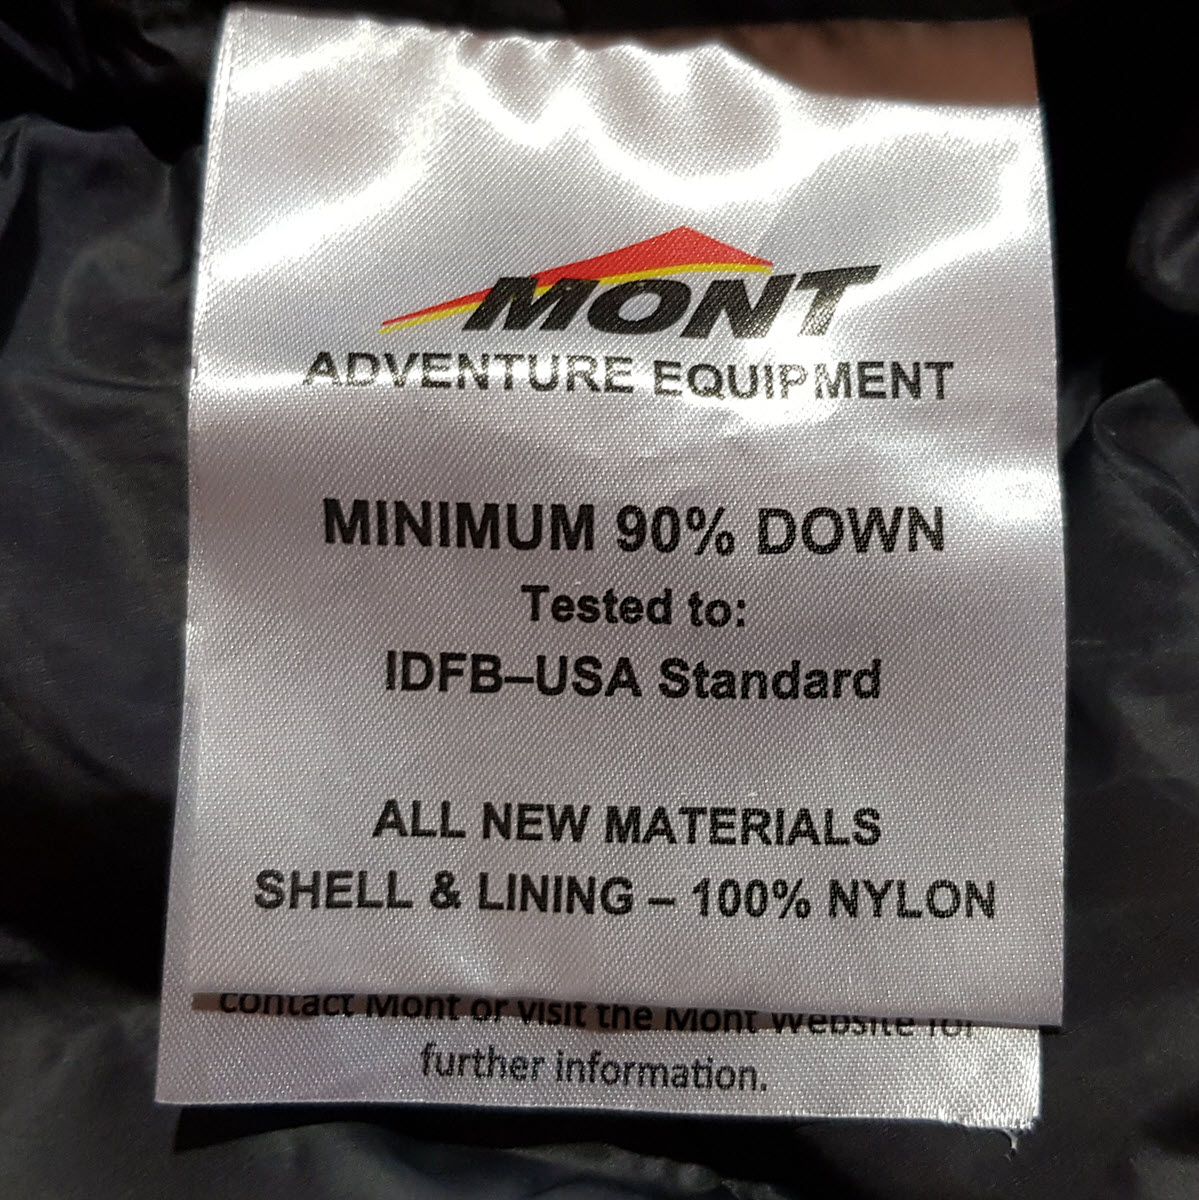 MONT
ADVENTURE EQUIPMENT
MINIMUM 90% DOWN
Tested to:
IDFB–USA Standard
ALL NEW MATERIALS
SHELL & LINING – 100% NYLON
contact Mont or visit the Mont Website for
further information.